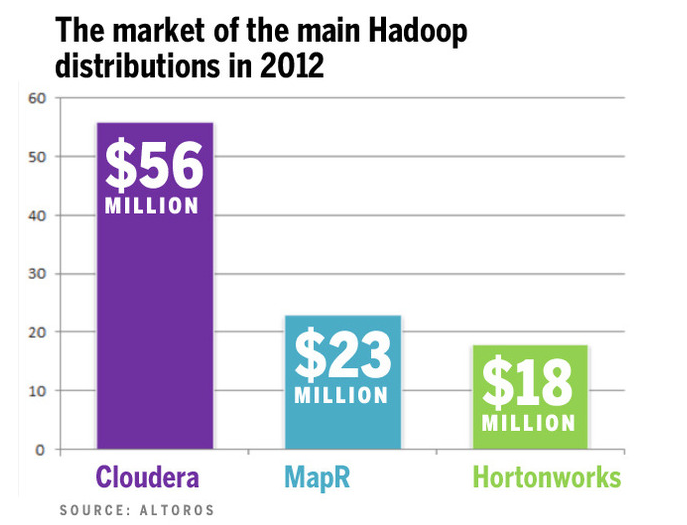 The market of the main Hadoop
distributions in 2012
60
50
40
30
20
10
0
$56
MILLION
$23
MILLION
$18
MILLION
Cloudera
MapR
Hortonworks
SOURCE: ALTOROS